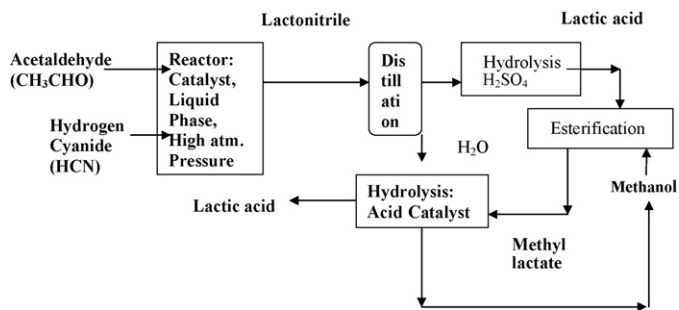 Lactonitrile
Lactic acid
Acetaldehyde
(CH3CHO)
Reactor:
Catalyst,
Liquid
Phase,
High atm.
Pressure
Dis
till
ati
on
Hydrolysis
H2SO4
Hydrogen
Cyanide
(HCN)
Esterification
H2O
Methanol
Hydrolysis:
Acid Catalyst
Lactic acid
Methyl
lactate